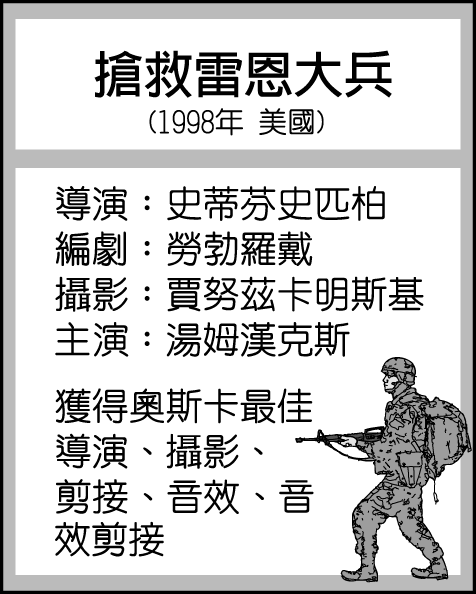 搶救雷恩大兵
(1998年 美國)
導演：史蒂芬史匹柏
編劇：勞勃羅戴
攝影：賈努茲卡明斯基
主演：湯姆漢克斯
獲得奧斯卡最佳
導演、攝影、
剪接、音效、音
效剪接